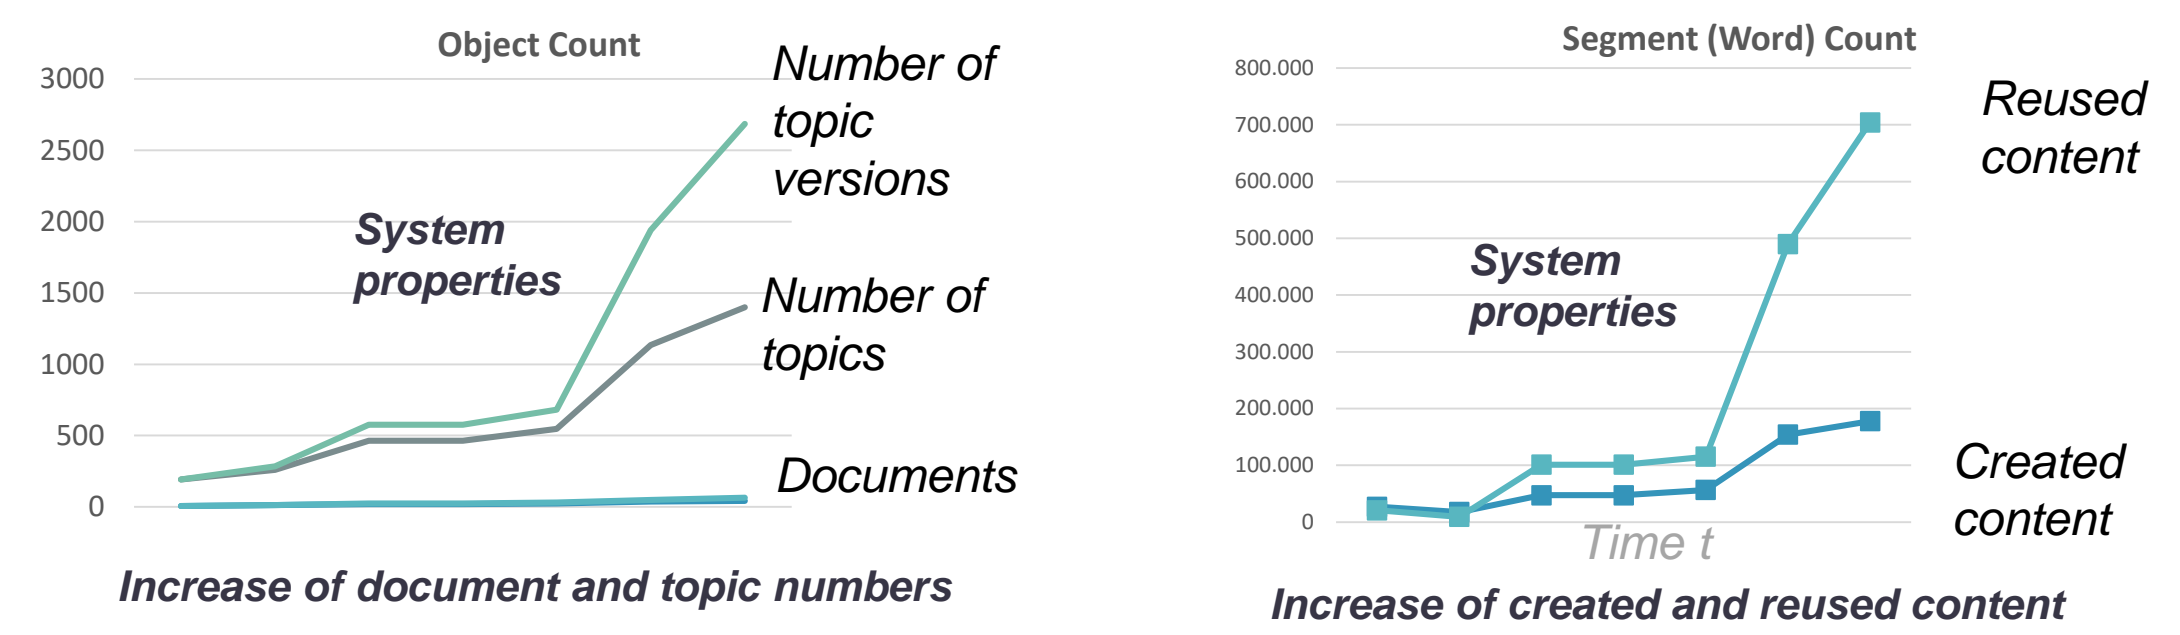 Object Count
3000
2500
2000
1500
1000
500
0
Number of
topic
versions
System
properties
Number of
topics
Documents
Increase of document and topic numbers
Segment (Word) Count
800.000
700.000
600.000
500.000
400.000
300.000
200.000
100.000
0
Reused
content
System
properties
Created
content
Time t
Increase of created and reused content